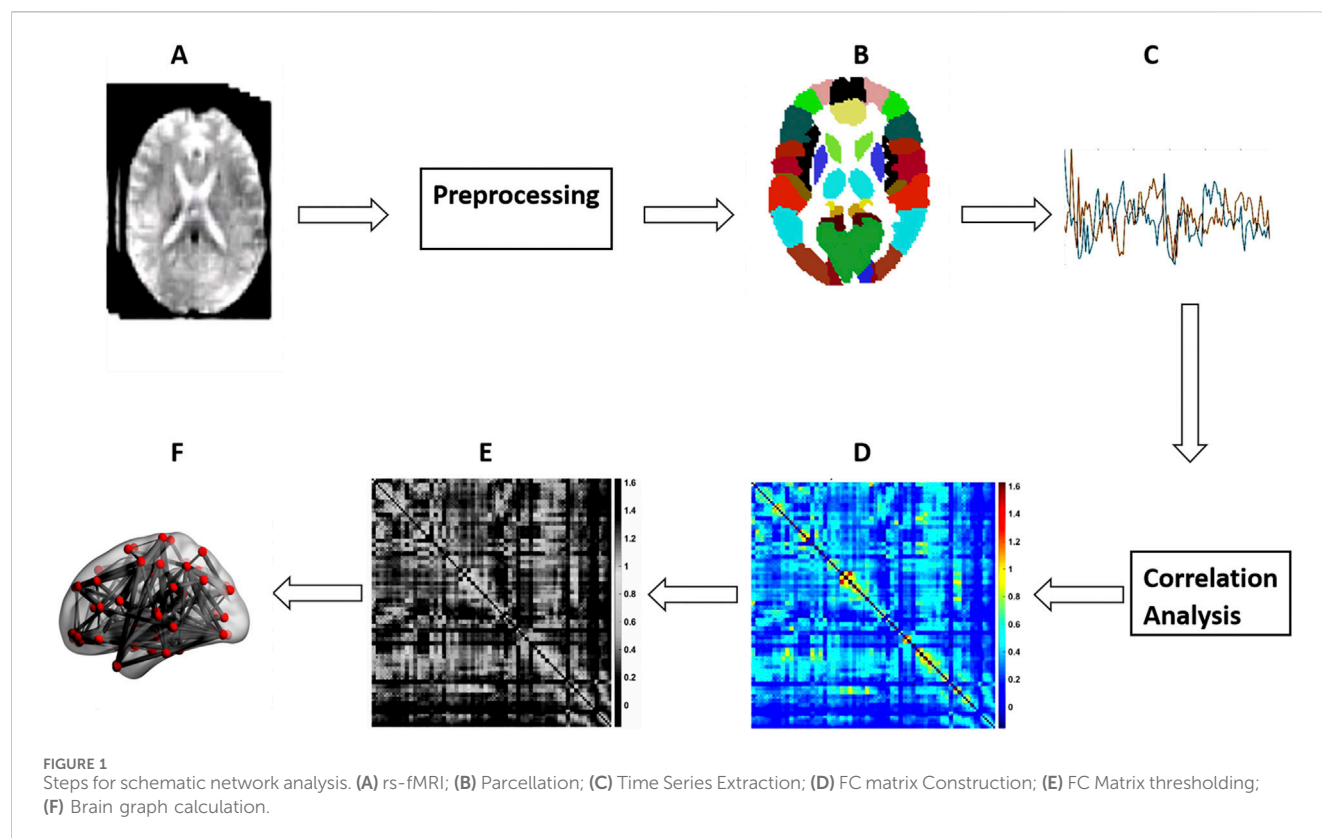 A
B
C
Preprocessing
F
E
D
1.6
1.4
1.2
1
0.8
0.6
0.4
0.2
0
1.6
1.4
1.2
1
0.8
0.6
0.4
0.2
0
Correlation
Analysis
FIGURE 1
Steps for schematic network analysis. (A) rs-fMRI; (B) Parcellation; (C) Time Series Extraction; (D) FC matrix Construction; (E) FC Matrix thresholding;
(F) Brain graph calculation.